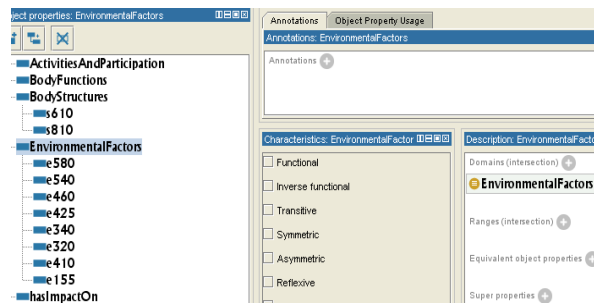 ject properties: EnvironmentalFactors
ActivitiesAndParticipation
BodyFunctions
BodyStructures
s610
s810
EnvironmentalFactors
e580
e540
e460
e425
e340
e320
e410
e155
hasImpactOn
Annotations Object Property Usage
Annotations: EnvironmentalFactors
Annotations
Characteristics: EnvironmentalFactor
Functional
Inverse functional
Transitive
Symmetric
Asymmetric
Reflexive
Description: EnvironmentalFacto
Domains (intersection)
EnvironmentalFactors
Ranges (intersection)
Equivalent object properties
Super properties